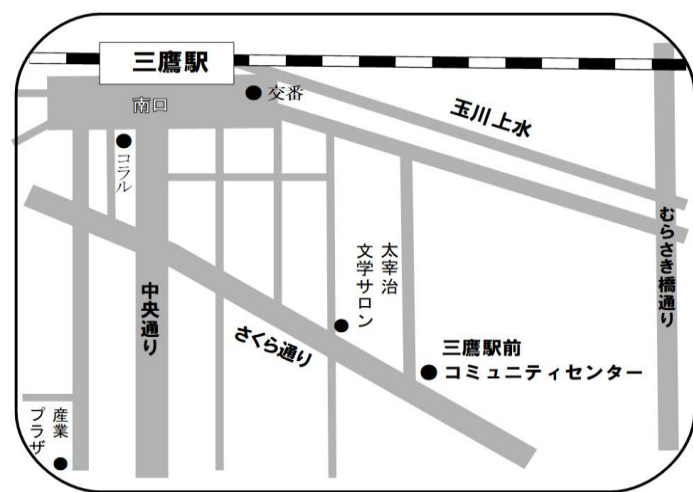 三鷹駅
南口
交番
玉川上水
コラル
むらさき橋通り
太宰治
文学サロン
中央通り
さくら通り
三鷹駅前
コミュニティセンター
産業
プラザ